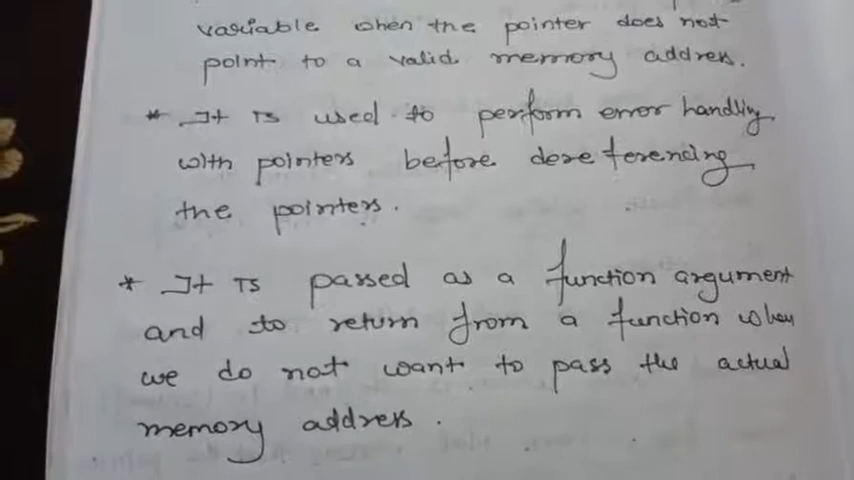 variable when the pointer does not
point to a valid memory address.
* It is used to perform error handling
with pointers before dereferencing
the pointers.
* It is passed as a function argument
and to return from a function when
we do not want to pass the actual
memory address.